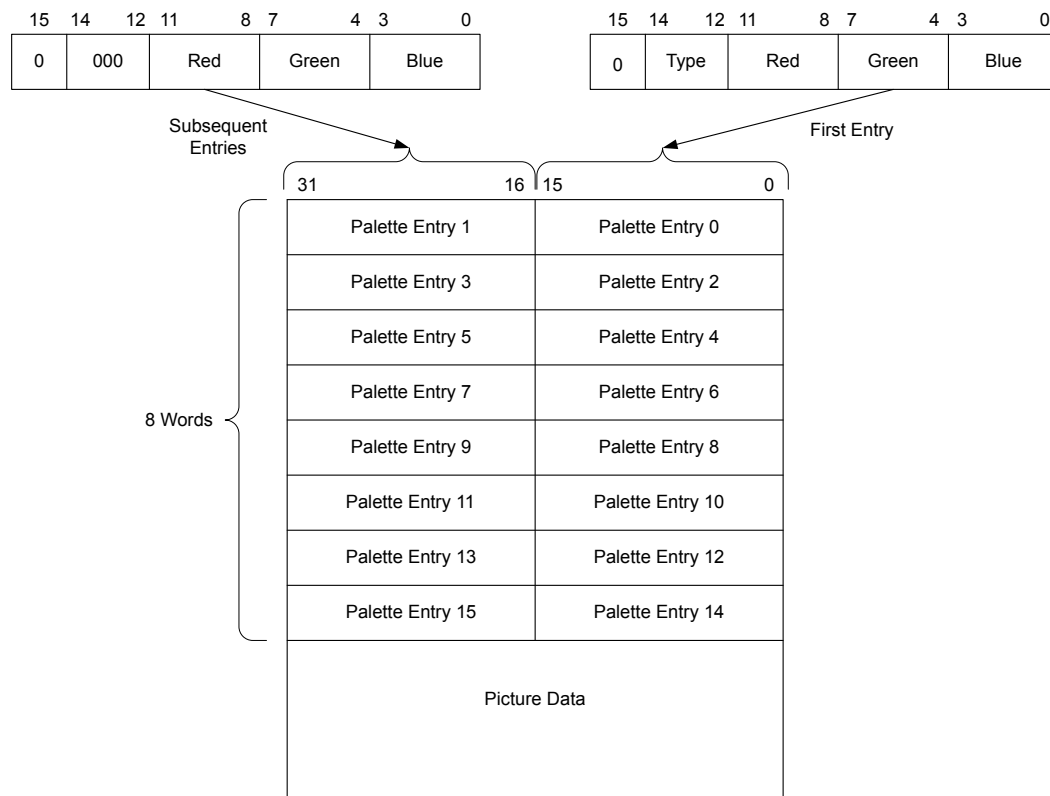 15 14 12 11 8 7 4 3 0
15 14 12 11 8 7 4 3 0
0 000 Red Green Blue
0 Type Red Green Blue
Subsequent
Entries
First Entry
31 16 15 0
Palette Entry 1 Palette Entry 0
Palette Entry 3 Palette Entry 2
Palette Entry 5 Palette Entry 4
Palette Entry 7 Palette Entry 6
8 Words
Palette Entry 9 Palette Entry 8
Palette Entry 11 Palette Entry 10
Palette Entry 13 Palette Entry 12
Palette Entry 15 Palette Entry 14
Picture Data